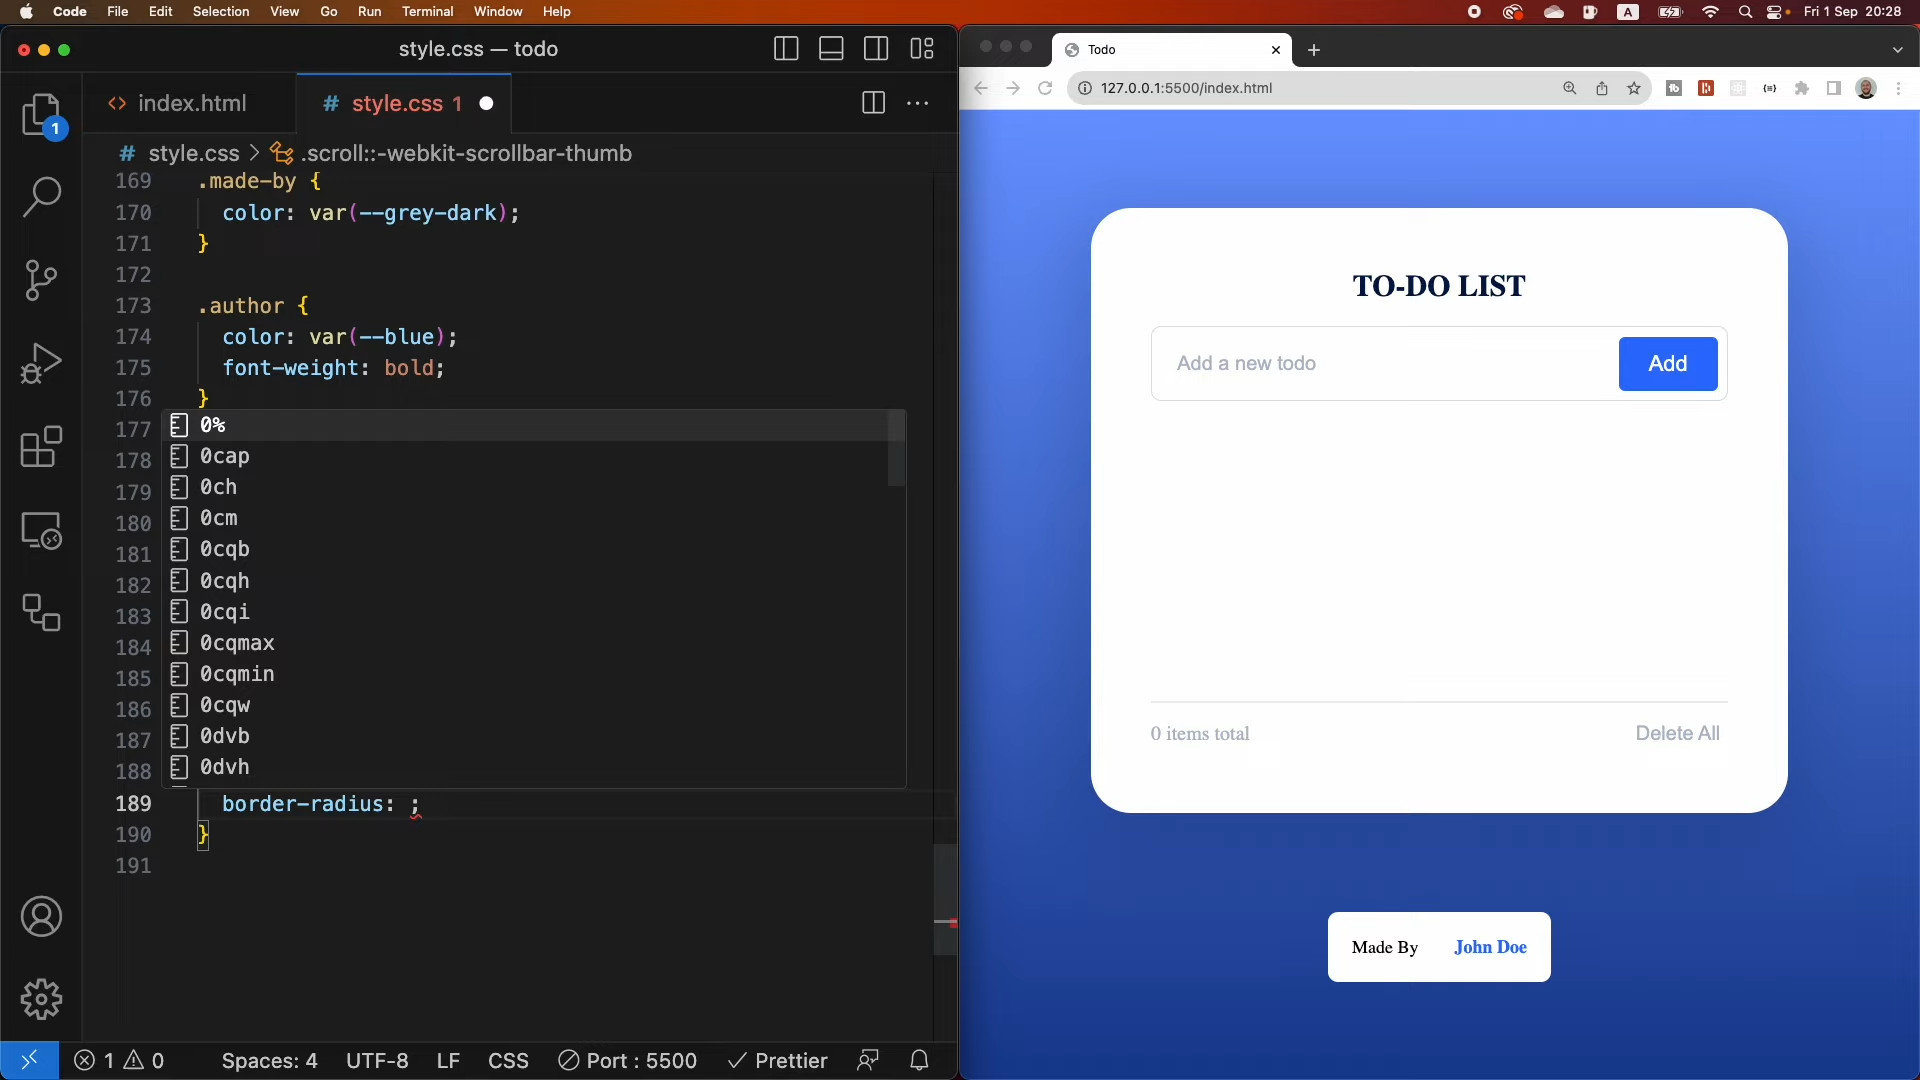 Code File Edit Selection View Go Run Terminal Window Help
A
Fri 1 Sep 20:28
style.css — todo
index.html
# style.css 1
1
# style.css > .scroll::-webkit-scrollbar-thumb
169 .made-by {
170 color: var(--grey-dark);
171 }
172
173 .author {
174 color: var(--blue);
175 font-weight: bold;
176 }
177 0%
178 0cap
179 0ch
180 0cm
181 0cqb
182 0cqh
183 0cqi
184 0cqmax
185 0cqmin
186 0cqw
187 0dvb
188 0dvh
189 border-radius: ;
190 }
191
1 0
Spaces: 4
UTF-8
LF
CSS
Port : 5500
Prettier
Todo
127.0.0.1:5500/index.html
TO-DO LIST
Add a new todo
Add
0 items total
Delete All
Made By John Doe